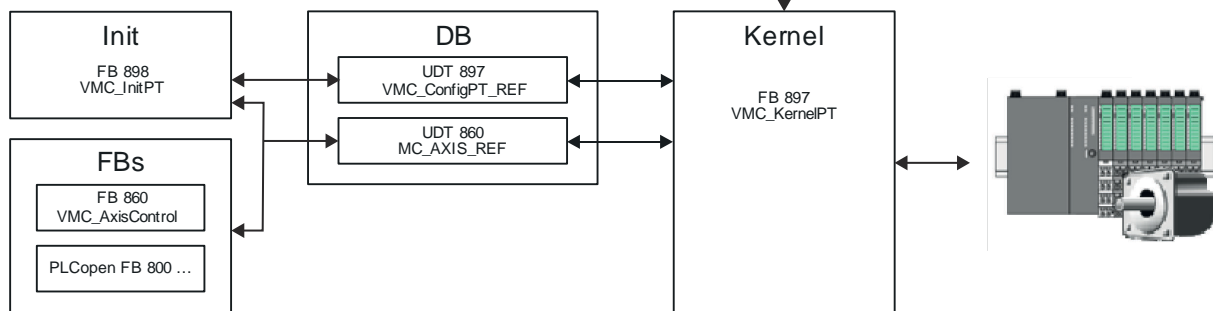 Init
FB 898
VMC_InitPT
FBs
FB 860
VMC_AxisControl
PLCopen FB 800 ...
DB
UDT 897
VMC_ConfigPT_REF
UDT 860
MC_AXIS_REF
Kernel
FB 897
VMC_KernelPT